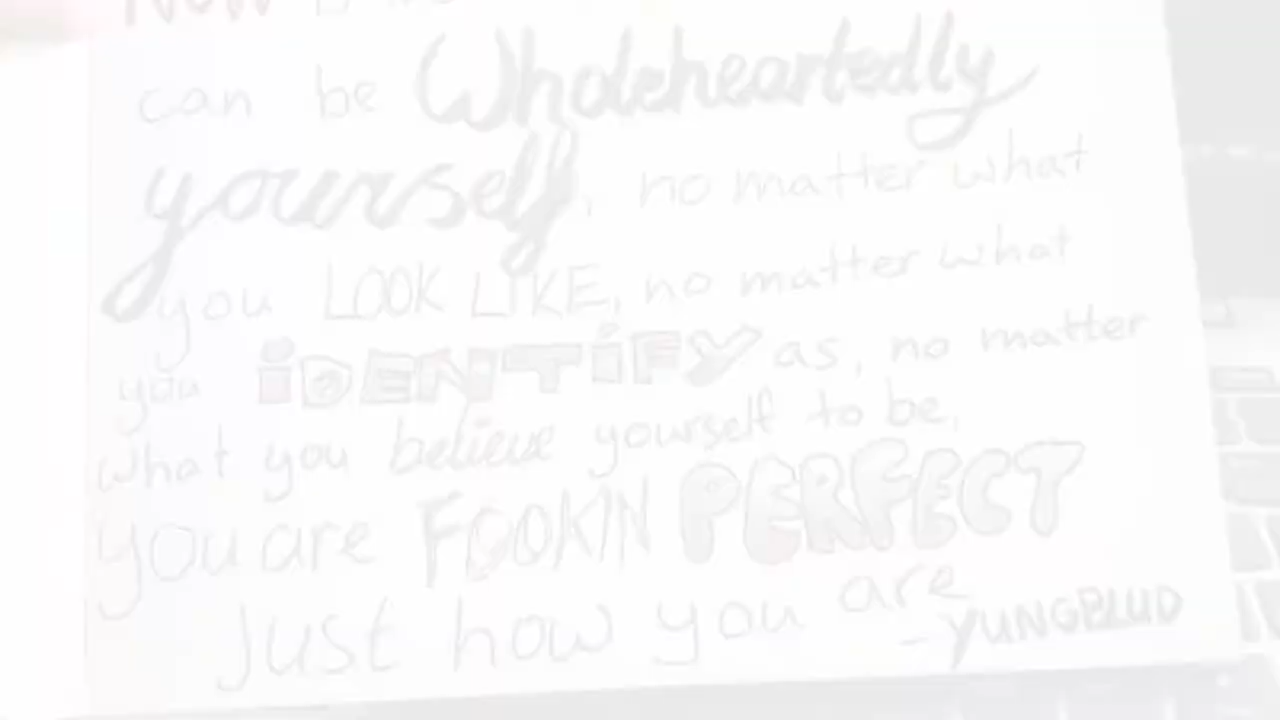 NOW
can be Wholeheartedly
yourself, no matter what
you LOOK LIKE, no matter what
you iDENTiFY as, no matter
what you believe yourself to be,
you are FOOKIN PERFECT
just how you are
- YUNGBLUD